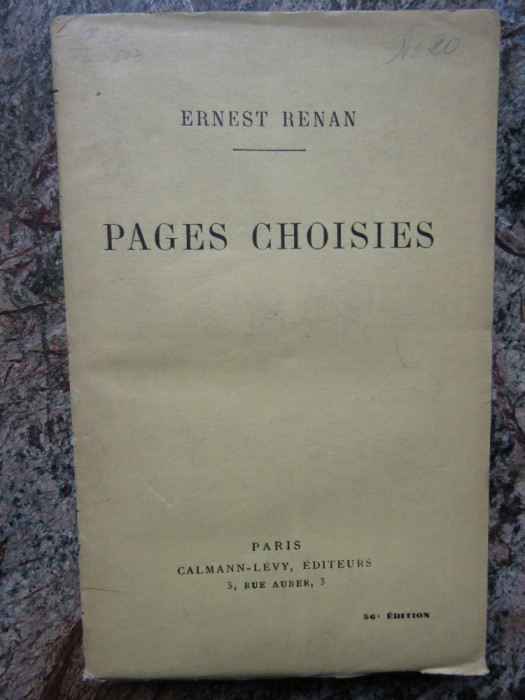 No 20
ERNEST RENAN
PAGES CHOISIES
PARIS
CALMANN-LÉVY, ÉDITEURS
3, RUE AUBER, 3
56e ÉDITION